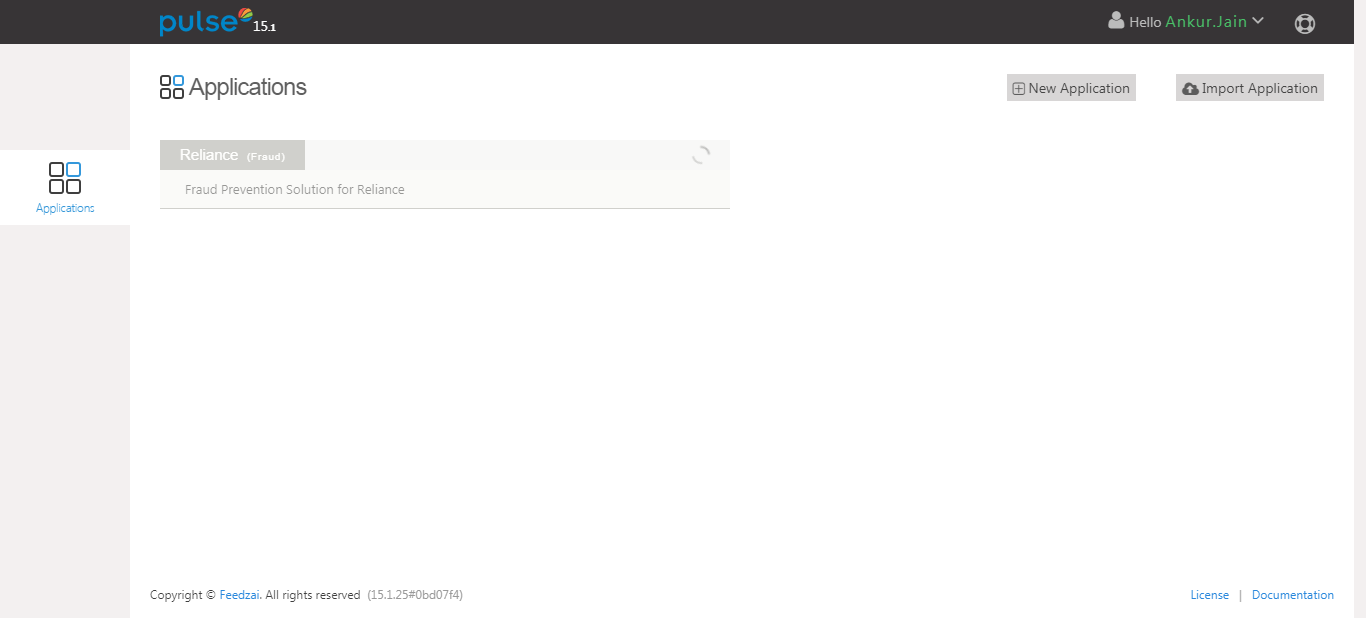 pulse 15.1
Hello Ankur.Jain
Applications
New Application
Import Application
Applications
Reliance (Fraud)
Fraud Prevention Solution for Reliance
Copyright © Feedzai. All rights reserved (15.1.25#0bd07f4)
License | Documentation